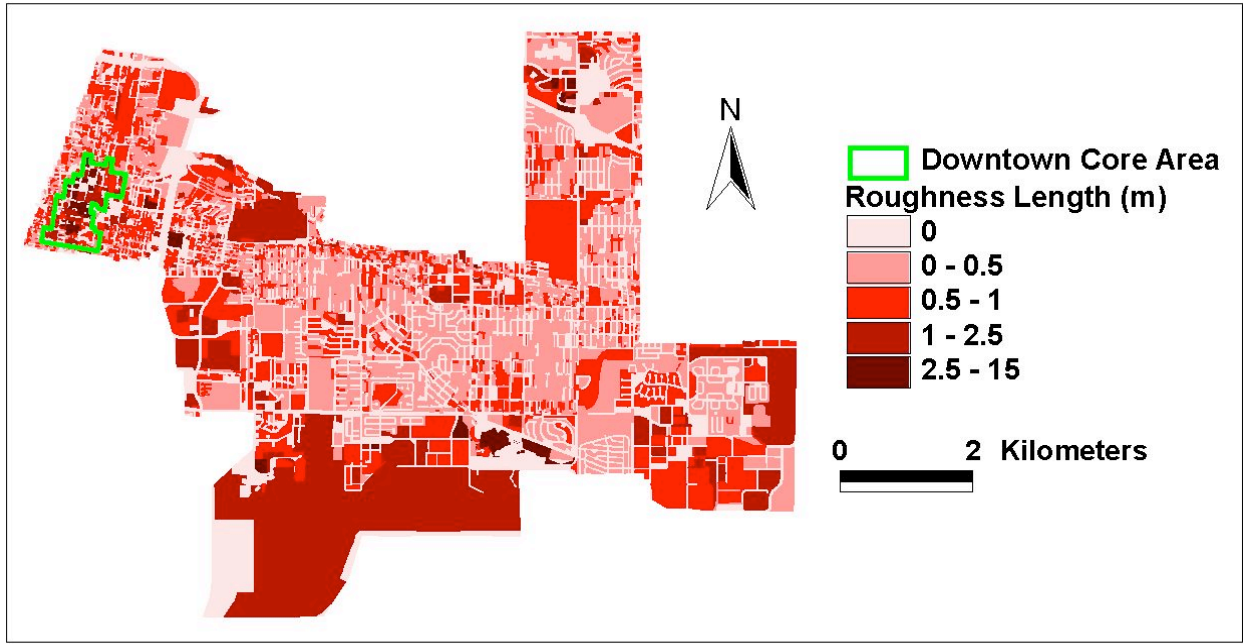 N
Downtown Core Area
Roughness Length (m)
0
0 - 0.5
0.5 - 1
1 - 2.5
2.5 - 15
0 2 Kilometers